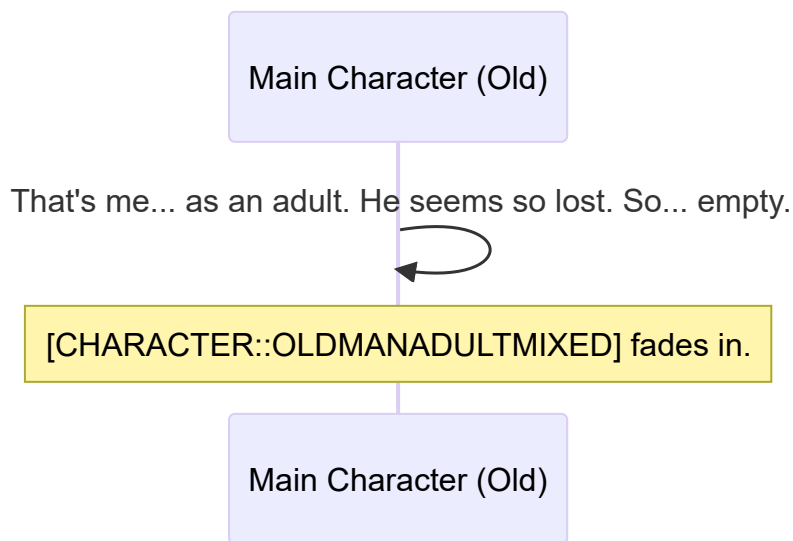 Main Character (Old)
That's me... as an adult. He seems so lost. So... empty.
[CHARACTER::OLDMANADULTMIXED] fades in.
Main Character (Old)